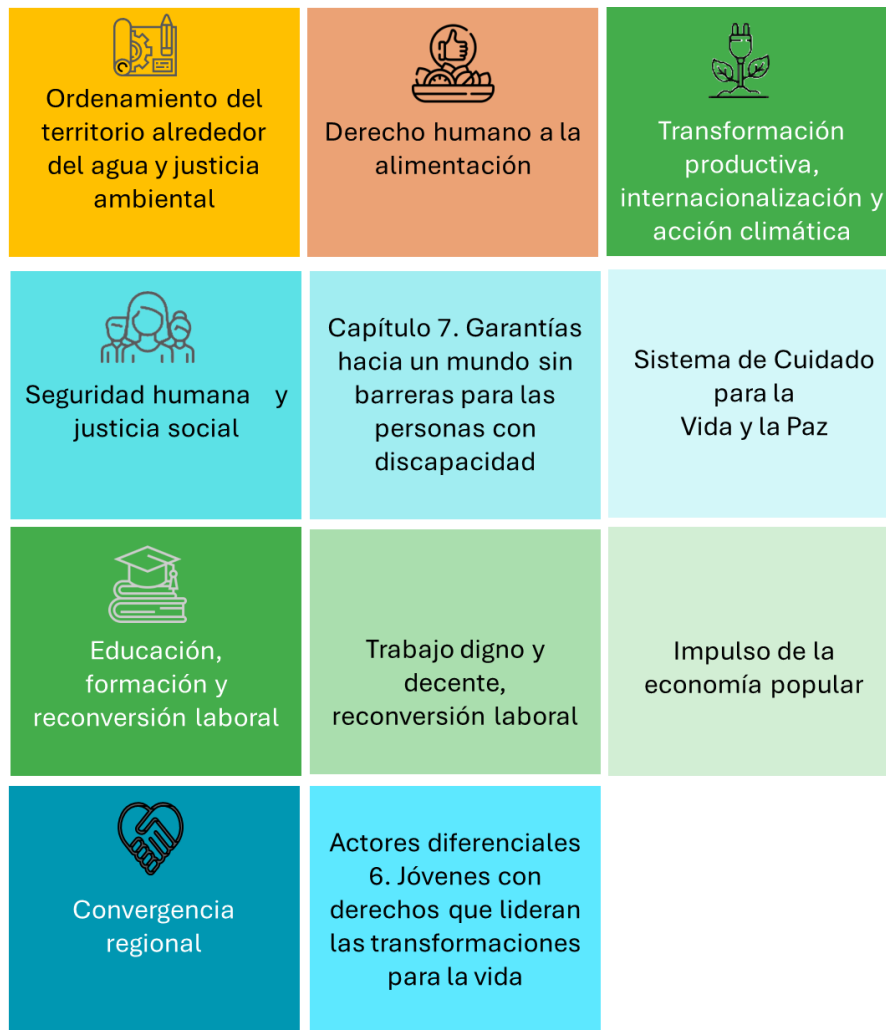 Ordenamiento del
territorio alrededor
del agua y justicia
ambiental
Derecho humano a la
alimentación
Transformación
productiva,
internacionalización y
acción climática
Seguridad humana y
justicia social
Capítulo 7. Garantías
hacia un mundo sin
barreras para las
personas con
discapacidad
Sistema de Cuidado
para la
Vida y la Paz
Educación,
formación y
reconversión laboral
Trabajo digno y
decente,
reconversión laboral
Impulso de la
economía popular
Convergencia
regional
Actores diferenciales
6. Jóvenes con
derechos que lideran
las transformaciones
para la vida